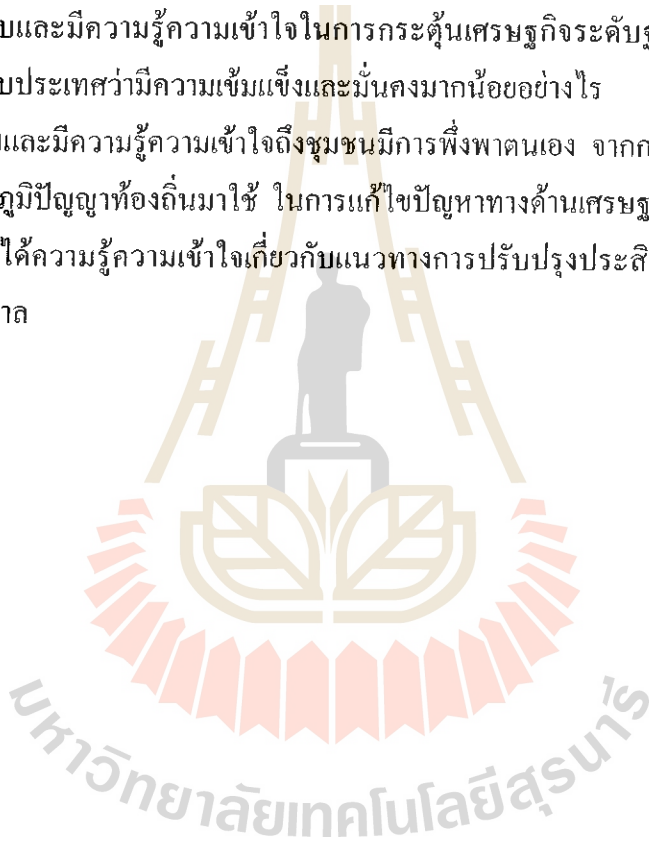 บและมีความรู้ความเข้าใจในการกระตุ้นเศรษฐกิจระดับฐ
บประเทศว่ามีความเข้มแข็งและมั่นคงมากน้อยอย่างไร
และมีความรู้ความเข้าใจถึงชุมชนมีการพึ่งพาตนเอง จากก
ภูมิปัญญาท้องถิ่นมาใช้ ในการแก้ไขปัญหาทางด้านเศรษฐ
ได้ความรู้ความเข้าใจเกี่ยวกับแนวทางการปรับปรุงประสิ
าล
มหาวิทยาลัยเทคโนโลยีสุรนารี